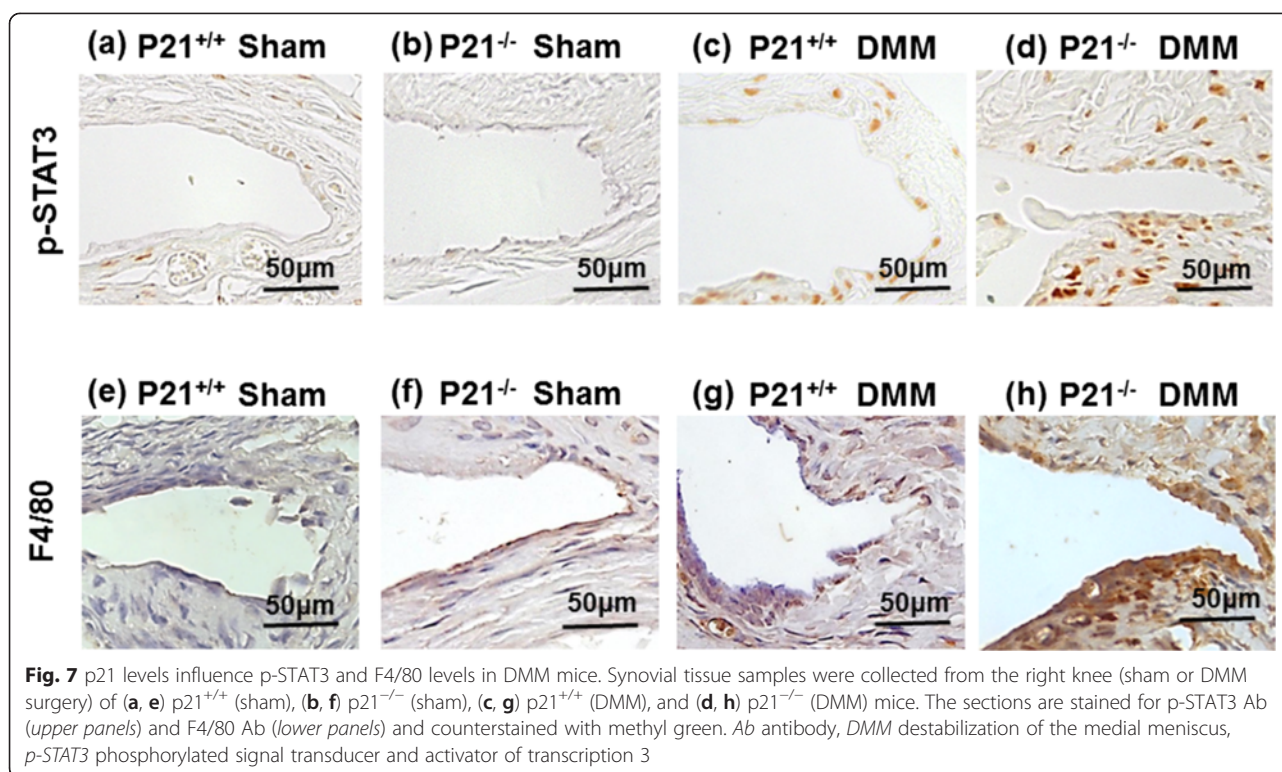 (a) P21+/+ Sham (b) P21-/- Sham (c) P21+/+ DMM (d) P21-/- DMM
p-STAT3
50µm 50µm 50µm 50µm
(e) P21+/+ Sham (f) P21-/- Sham (g) P21+/+ DMM (h) P21-/- DMM
F4/80
50µm 50µm 50µm 50µm
Fig. 7 p21 levels influence p-STAT3 and F4/80 levels in DMM mice. Synovial tissue samples were collected from the right knee (sham or DMM
surgery) of (a, e) p21+/+ (sham), (b, f) p21−/− (sham), (c, g) p21+/+ (DMM), and (d, h) p21−/− (DMM) mice. The sections are stained for p-STAT3 Ab
(upper panels) and F4/80 Ab (lower panels) and counterstained with methyl green. Ab antibody, DMM destabilization of the medial meniscus,
p-STAT3 phosphorylated signal transducer and activator of transcription 3